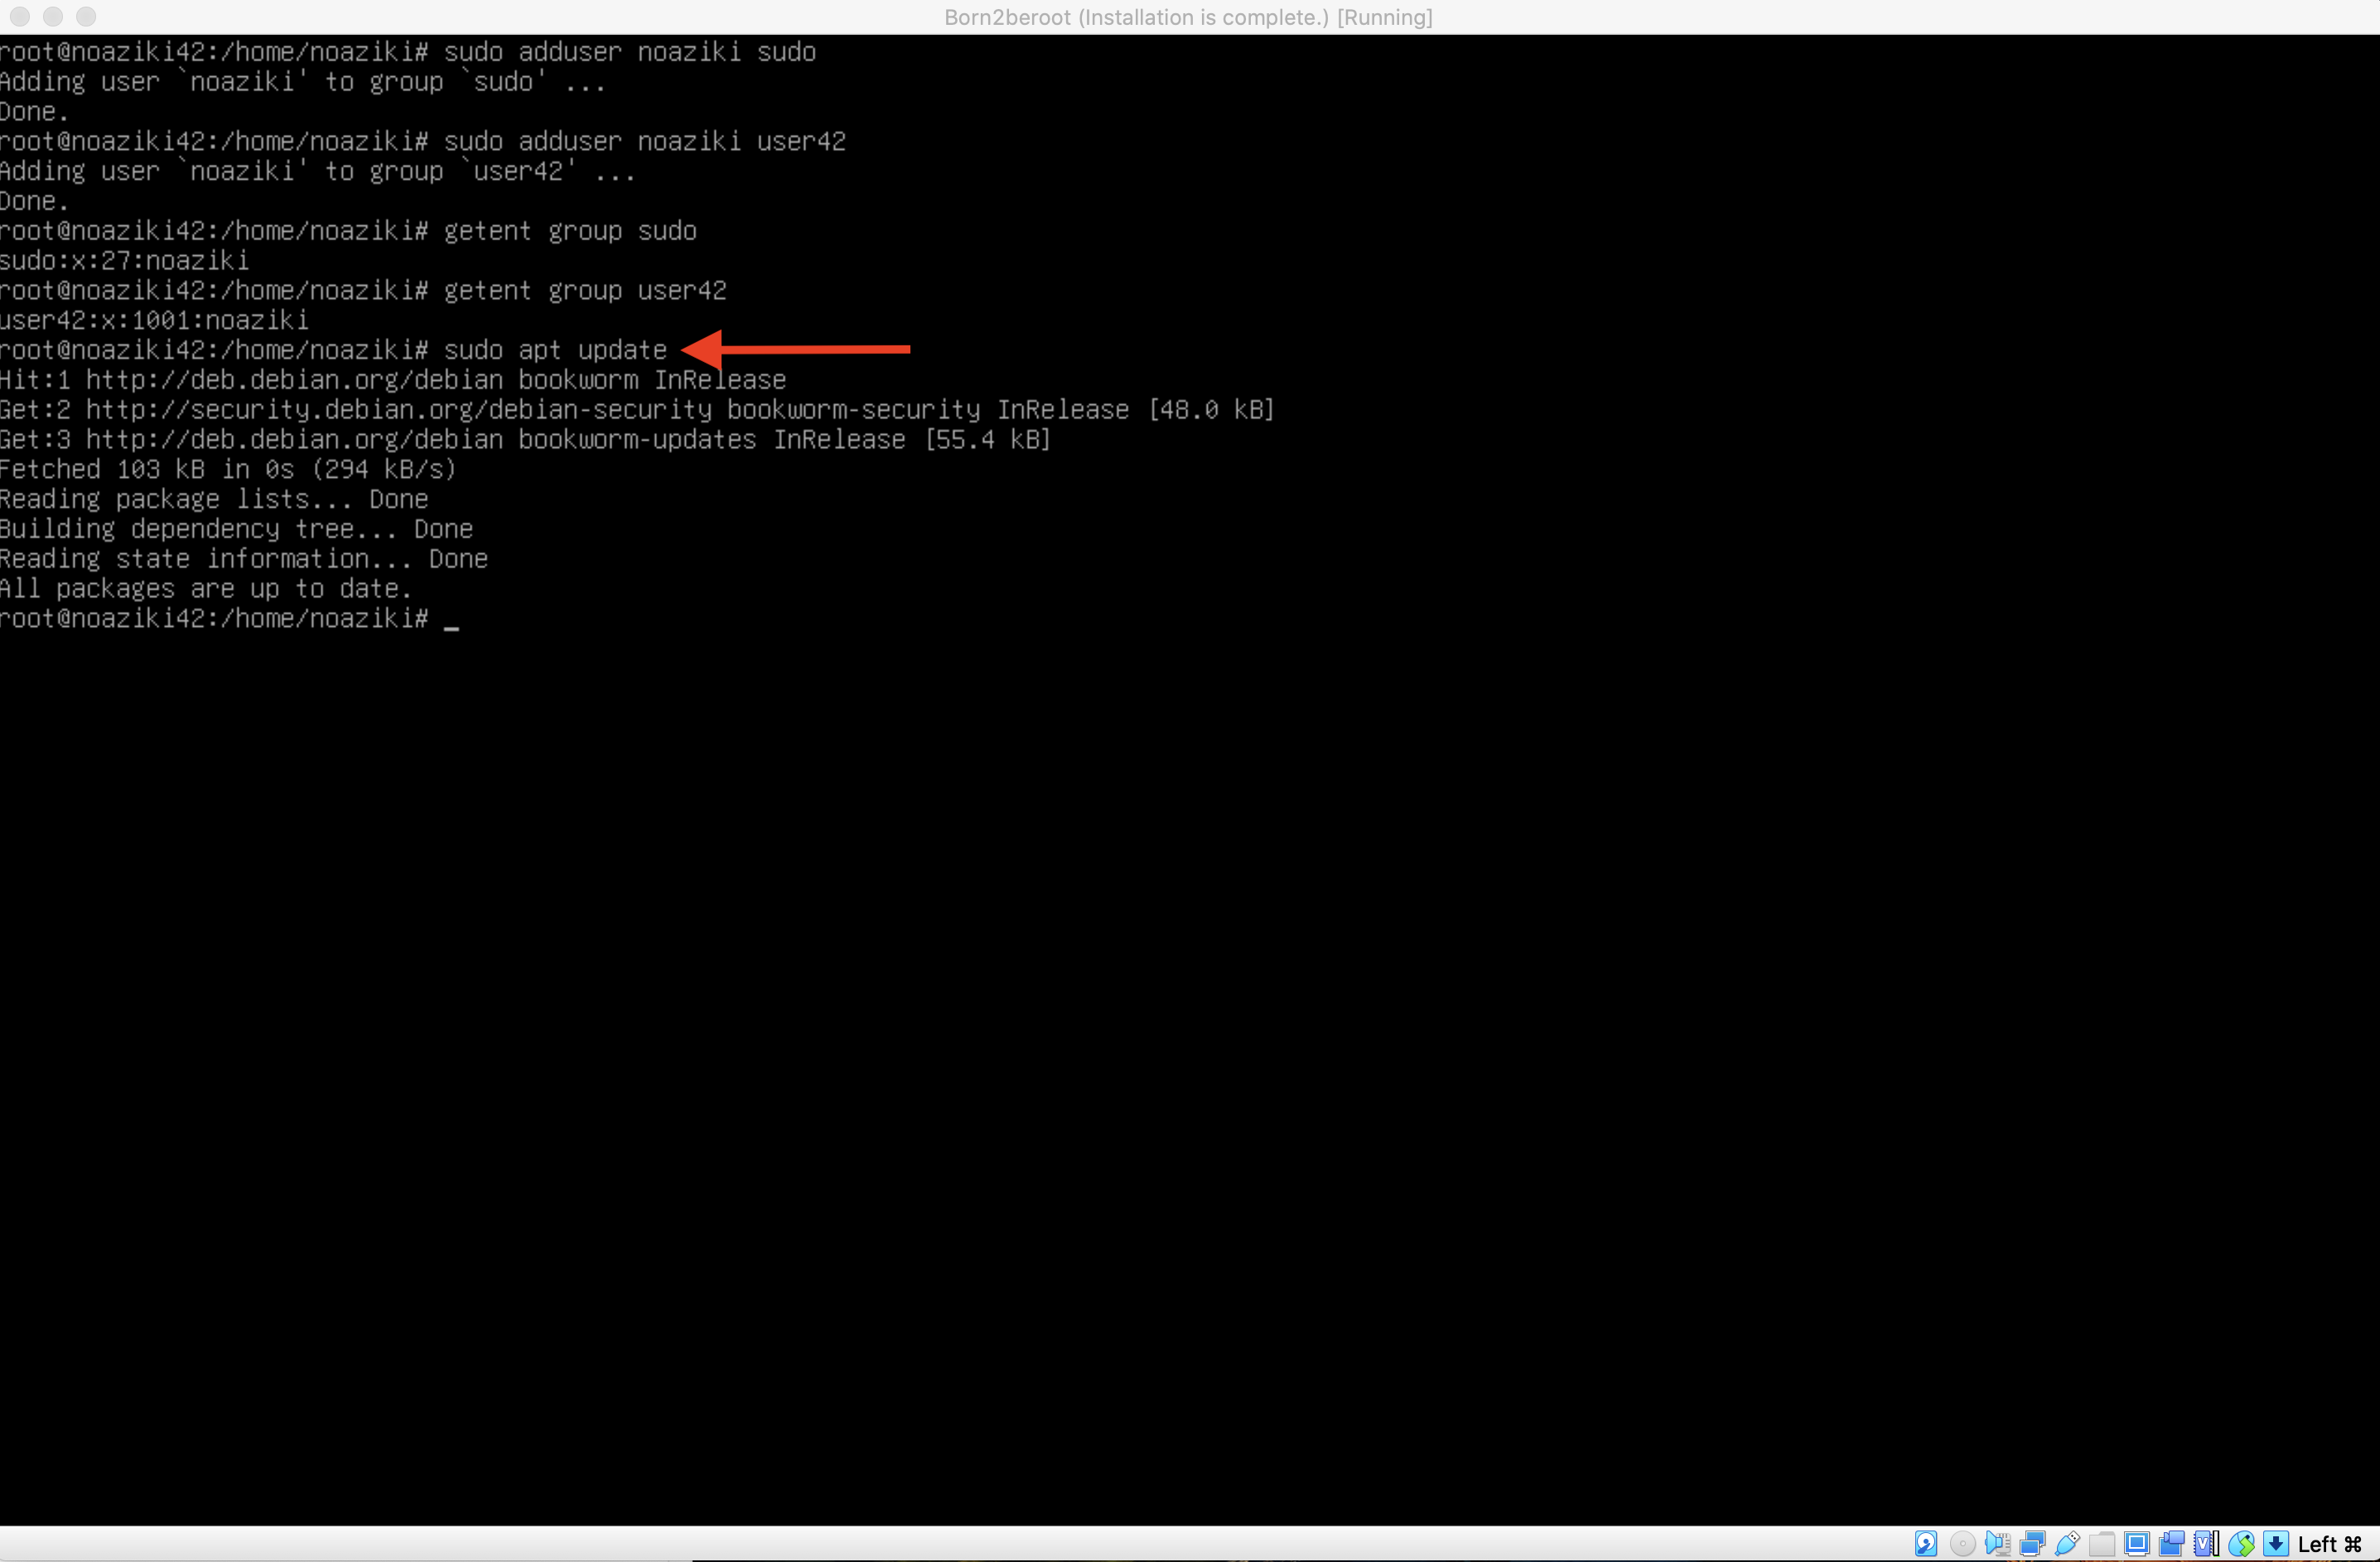 Born2beroot (Installation is complete.) [Running]
root@noaziki42:/home/noaziki# sudo adduser noaziki sudo
Adding user `noaziki' to group `sudo' ...
Done.
root@noaziki42:/home/noaziki# sudo adduser noaziki user42
Adding user `noaziki' to group `user42' ...
Done.
root@noaziki42:/home/noaziki# getent group sudo
sudo:x:27:noaziki
root@noaziki42:/home/noaziki# getent group user42
user42:x:1001:noaziki
root@noaziki42:/home/noaziki# sudo apt update
Hit:1 http://deb.debian.org/debian bookworm InRelease
Get:2 http://security.debian.org/debian-security bookworm-security InRelease [48.0 kB]
Get:3 http://deb.debian.org/debian bookworm-updates InRelease [55.4 kB]
Fetched 103 kB in 0s (294 kB/s)
Reading package lists... Done
Building dependency tree... Done
Reading state information... Done
All packages are up to date.
root@noaziki42:/home/noaziki# _
Left ⌘